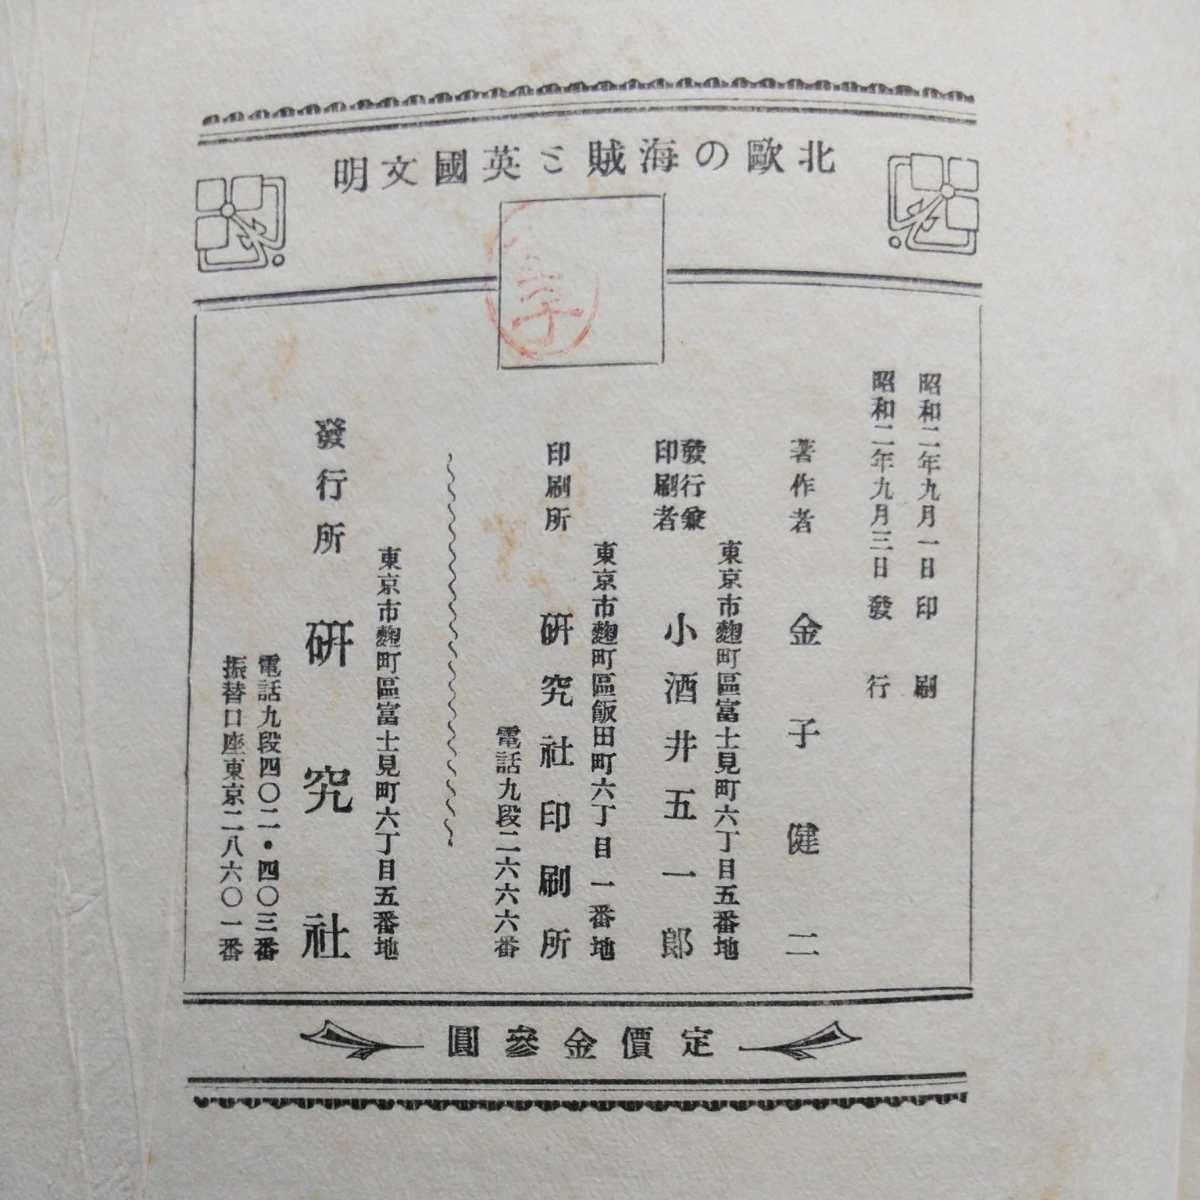 北歐の海賊と英國文明
昭和二年九月一日印刷
昭和二年九月三日發行
著作者 金子健二
東京市麴町區富士見町六丁目五番地
發行兼
印刷者 小酒井五一郎
東京市麴町區飯田町六丁目一番地
印刷所 研究社印刷所
電話九段二六六六番
東京市麴町區富士見町六丁目五番地
發行所 研究社
電話九段四〇二・四〇三番
振替口座東京二八六〇一番
定價金參圓